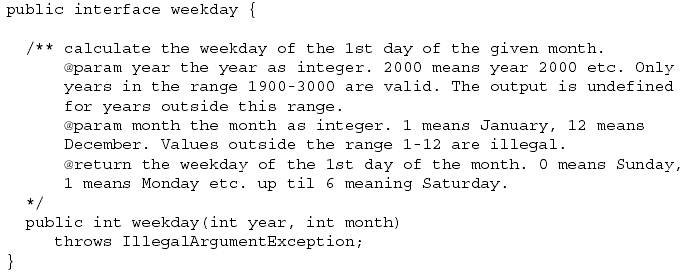 public interface weekday {
/** calculate the weekday of the 1st day of the given month.
@param year the year as integer. 2000 means year 2000 etc. Only
years in the range 1900-3000 are valid. The output is undefined
for years outside this range.
@param month the month as integer. 1 means January, 12 means
December. Values outside the range 1-12 are illegal.
@return the weekday of the 1st day of the month. 0 means Sunday,
1 means Monday etc. up til 6 meaning Saturday.
*/
public int weekday(int year, int month)
throws IllegalArgumentException;
}